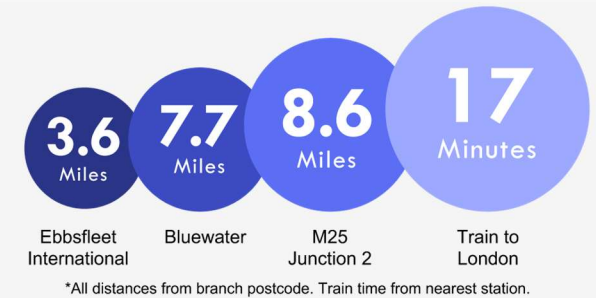 3.6
Miles
7.7
Miles
8.6
Miles
17
Minutes
Ebbsfleet
International
Bluewater
M25
Junction 2
Train to
London
*All distances from branch postcode. Train time from nearest station.